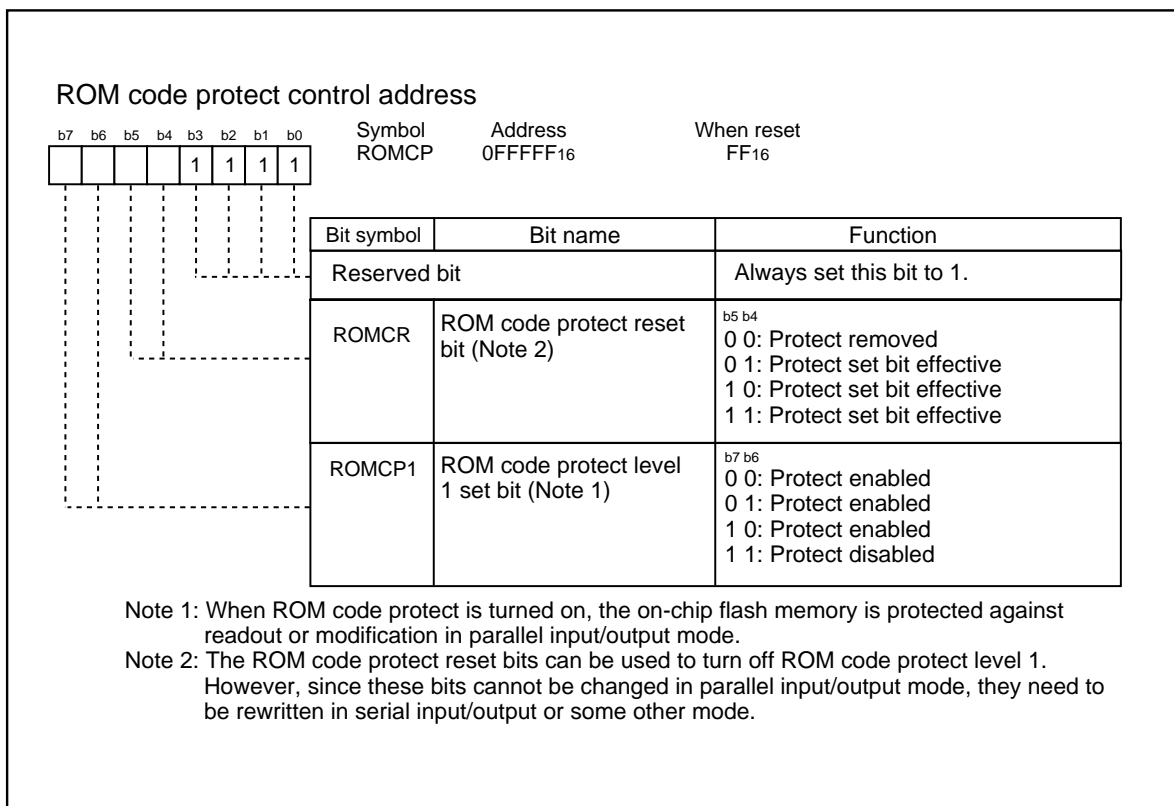 ROM code protect control address
b7 b6 b5 b4 b3 b2 b1 b0
1 1 1 1
Symbol Address When reset
ROMCP 0FFFFF16 FF16
Bit symbol Bit name Function
Reserved bit Always set this bit to 1.
ROMCR ROM code protect reset
bit (Note 2)
b5 b4
0 0: Protect removed
0 1: Protect set bit effective
1 0: Protect set bit effective
1 1: Protect set bit effective
ROMCP1 ROM code protect level
1 set bit (Note 1)
b7 b6
0 0: Protect enabled
0 1: Protect enabled
1 0: Protect enabled
1 1: Protect disabled
Note 1: When ROM code protect is turned on, the on-chip flash memory is protected against
readout or modification in parallel input/output mode.
Note 2: The ROM code protect reset bits can be used to turn off ROM code protect level 1.
However, since these bits cannot be changed in parallel input/output mode, they need to
be rewritten in serial input/output or some other mode.